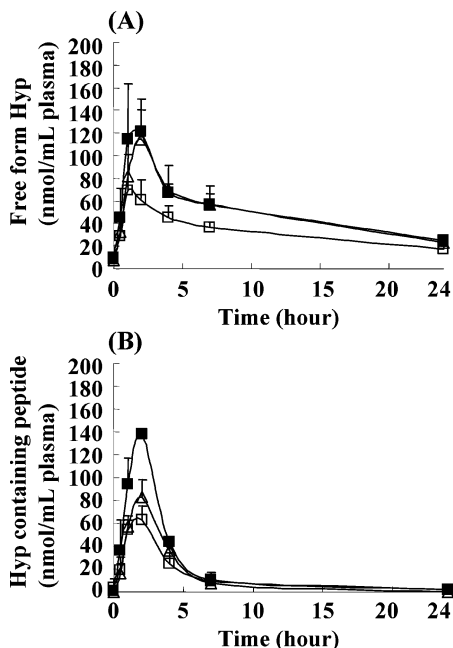 (A)
Free form Hyp
(nmol/mL plasma)
200
180
160
140
120
100
80
60
40
20
0
0 5 10 15 20 24
Time (hour)
(B)
Hyp containing peptide
(nmol/mL plasma)
200
180
160
140
120
100
80
60
40
20
0
0 5 10 15 20 24
Time (hour)